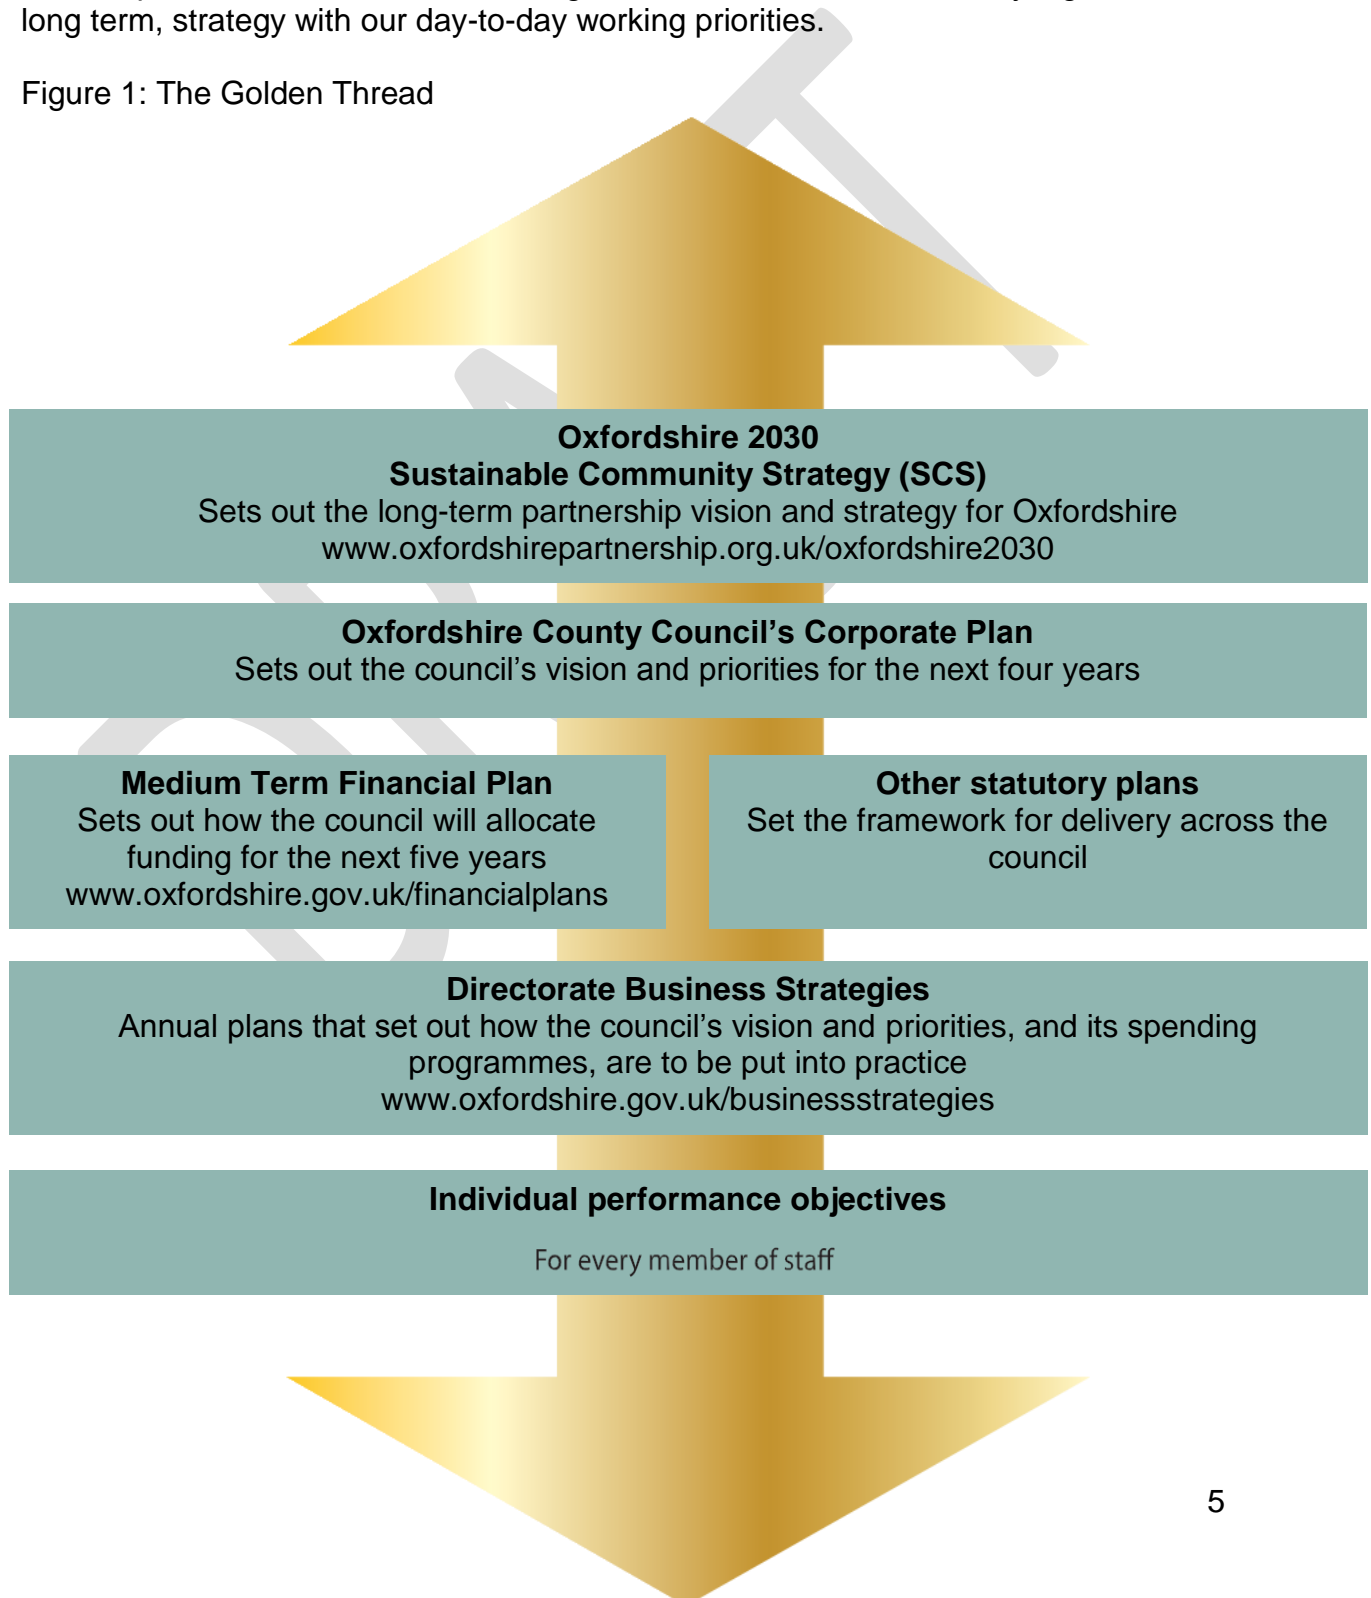 long term, strategy with our day-to-day working priorities.
Figure 1: The Golden Thread
Oxfordshire 2030
Sustainable Community Strategy (SCS)
Sets out the long-term partnership vision and strategy for Oxfordshire
www.oxfordshirepartnership.org.uk/oxfordshire2030
Oxfordshire County Council’s Corporate Plan
Sets out the council’s vision and priorities for the next four years
Medium Term Financial Plan
Sets out how the council will allocate
funding for the next five years
www.oxfordshire.gov.uk/financialplans
Other statutory plans
Set the framework for delivery across the
council
Directorate Business Strategies
Annual plans that set out how the council’s vision and priorities, and its spending
programmes, are to be put into practice
www.oxfordshire.gov.uk/businessstrategies
Individual performance objectives
For every member of staff
5